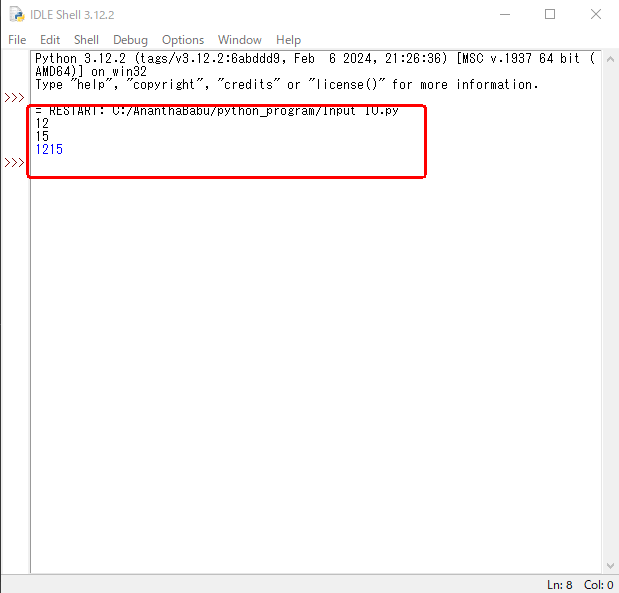 IDLE Shell 3.12.2
File Edit Shell Debug Options Window Help
Python 3.12.2 (tags/v3.12.2:6abddd9, Feb  6 2024, 21:26:36) [MSC v.1937 64 bit (
AMD64)] on win32
Type "help", "copyright", "credits" or "license()" for more information.
>>>
= RESTART: C:/AnanthaBabu/python_program/Input IO.py
12
15
1215
>>>
Ln: 8 Col: 0